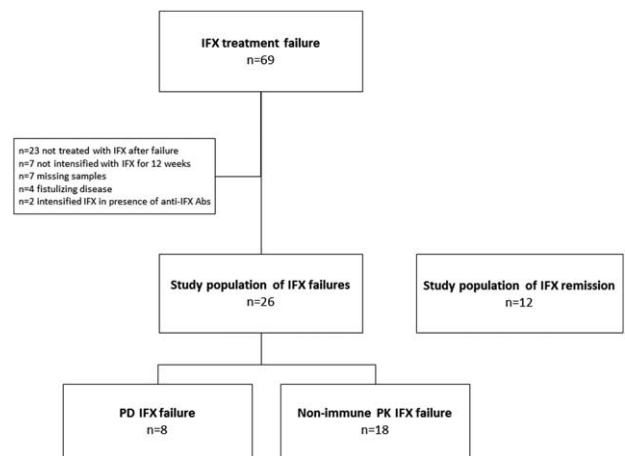 IFX treatment failure
n=69
n=23 not treated with IFX after failure
n=7 not intensified with IFX for 12 weeks
n=7 missing samples
n=4 fistulizing disease
n=2 intensified IFX in presence of anti-IFX Abs
Study population of IFX failures
n=26
Study population of IFX remission
n=12
PD IFX failure
n=8
Non-immune PK IFX failure
n=18